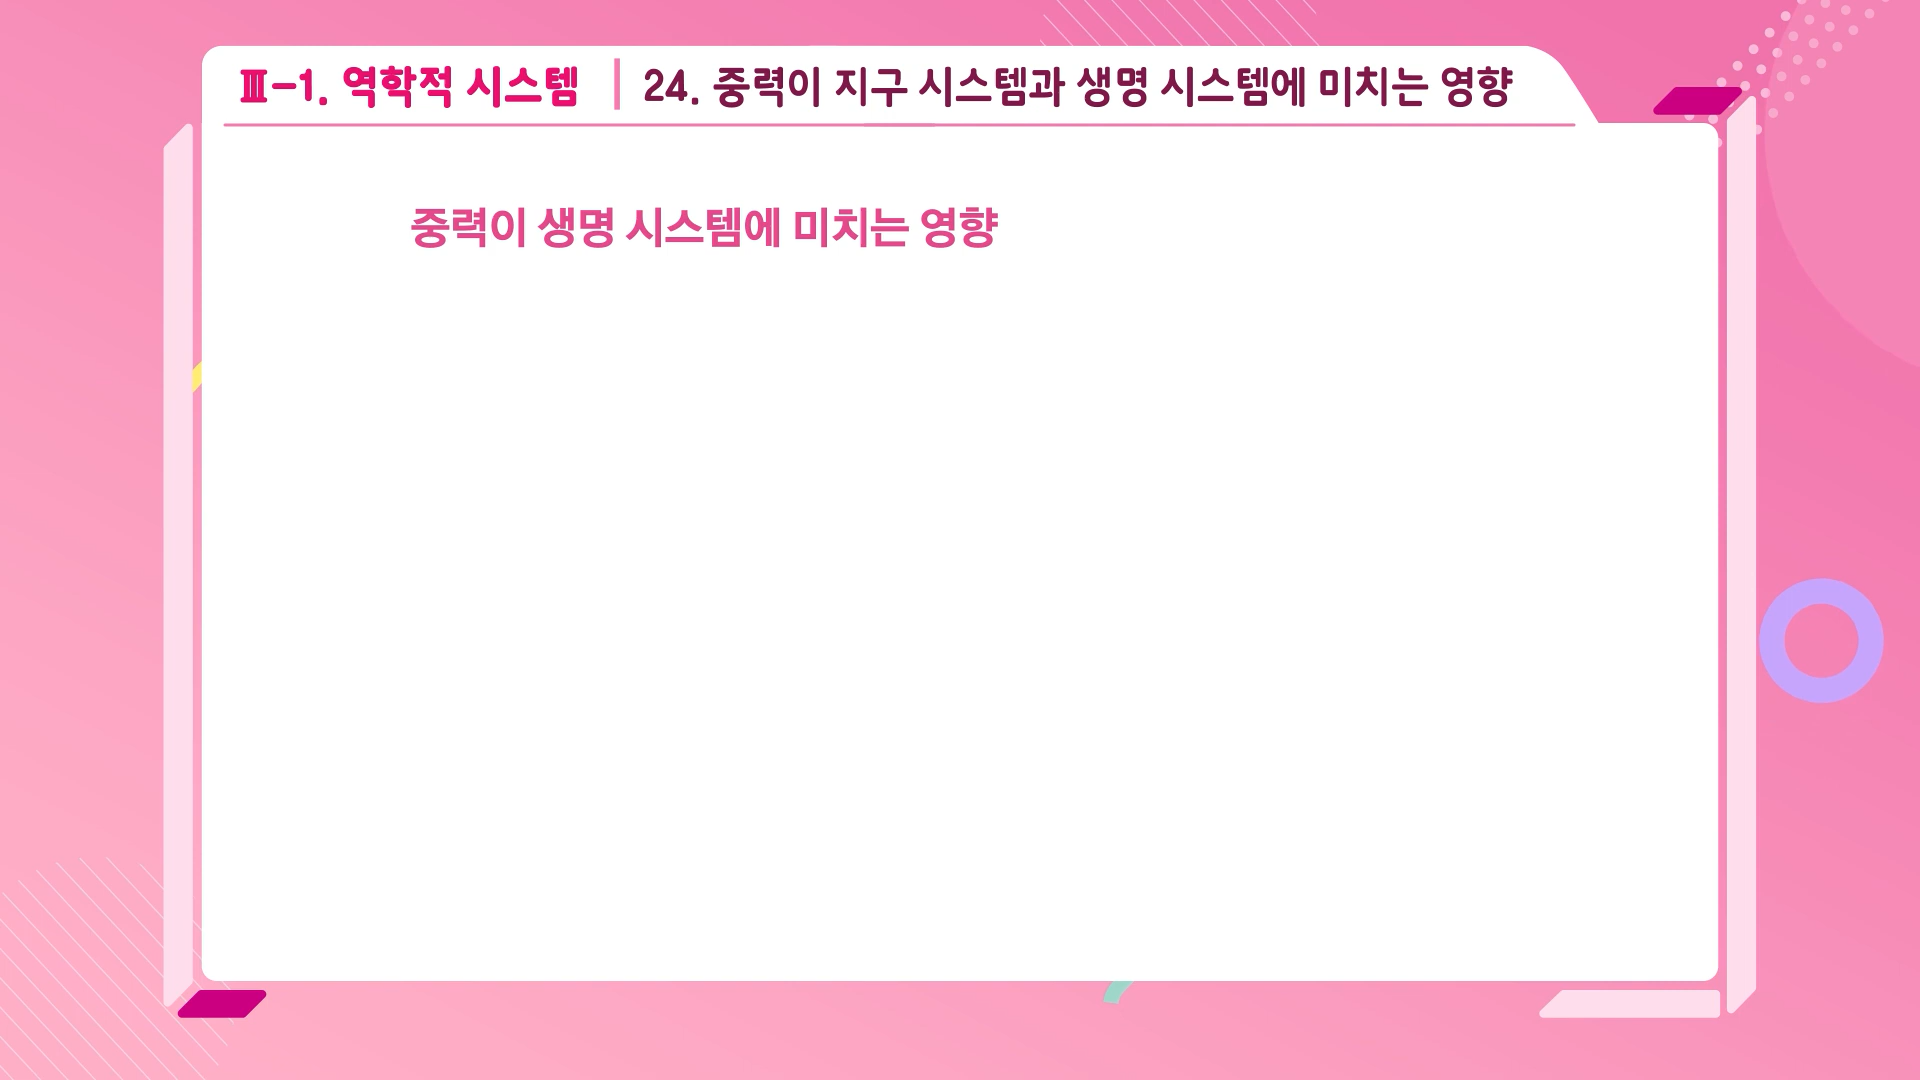 Ⅲ-1. 역학적 시스템 | 24. 중력이 지구 시스템과 생명 시스템에 미치는 영향
중력이 생명 시스템에 미치는 영향